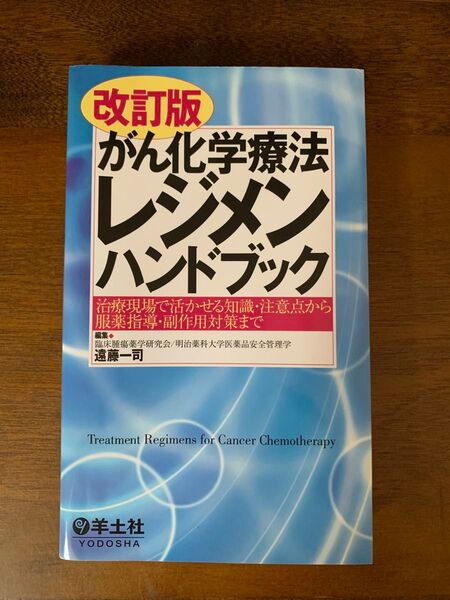 改訂版
がん化学療法
レジメン
ハンドブック
治療現場で活かせる知識・注意点から
服薬指導・副作用対策まで
編集◆
臨床腫瘍薬学研究会/明治薬科大学医薬品安全管理学
遠藤一司
Treatment Regimens for Cancer Chemotherapy
羊土社
YODOSHA